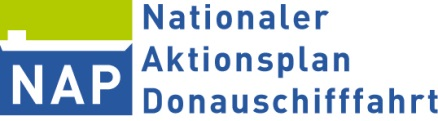 NAP
Nationaler
Aktionsplan
Donauschifffahrt